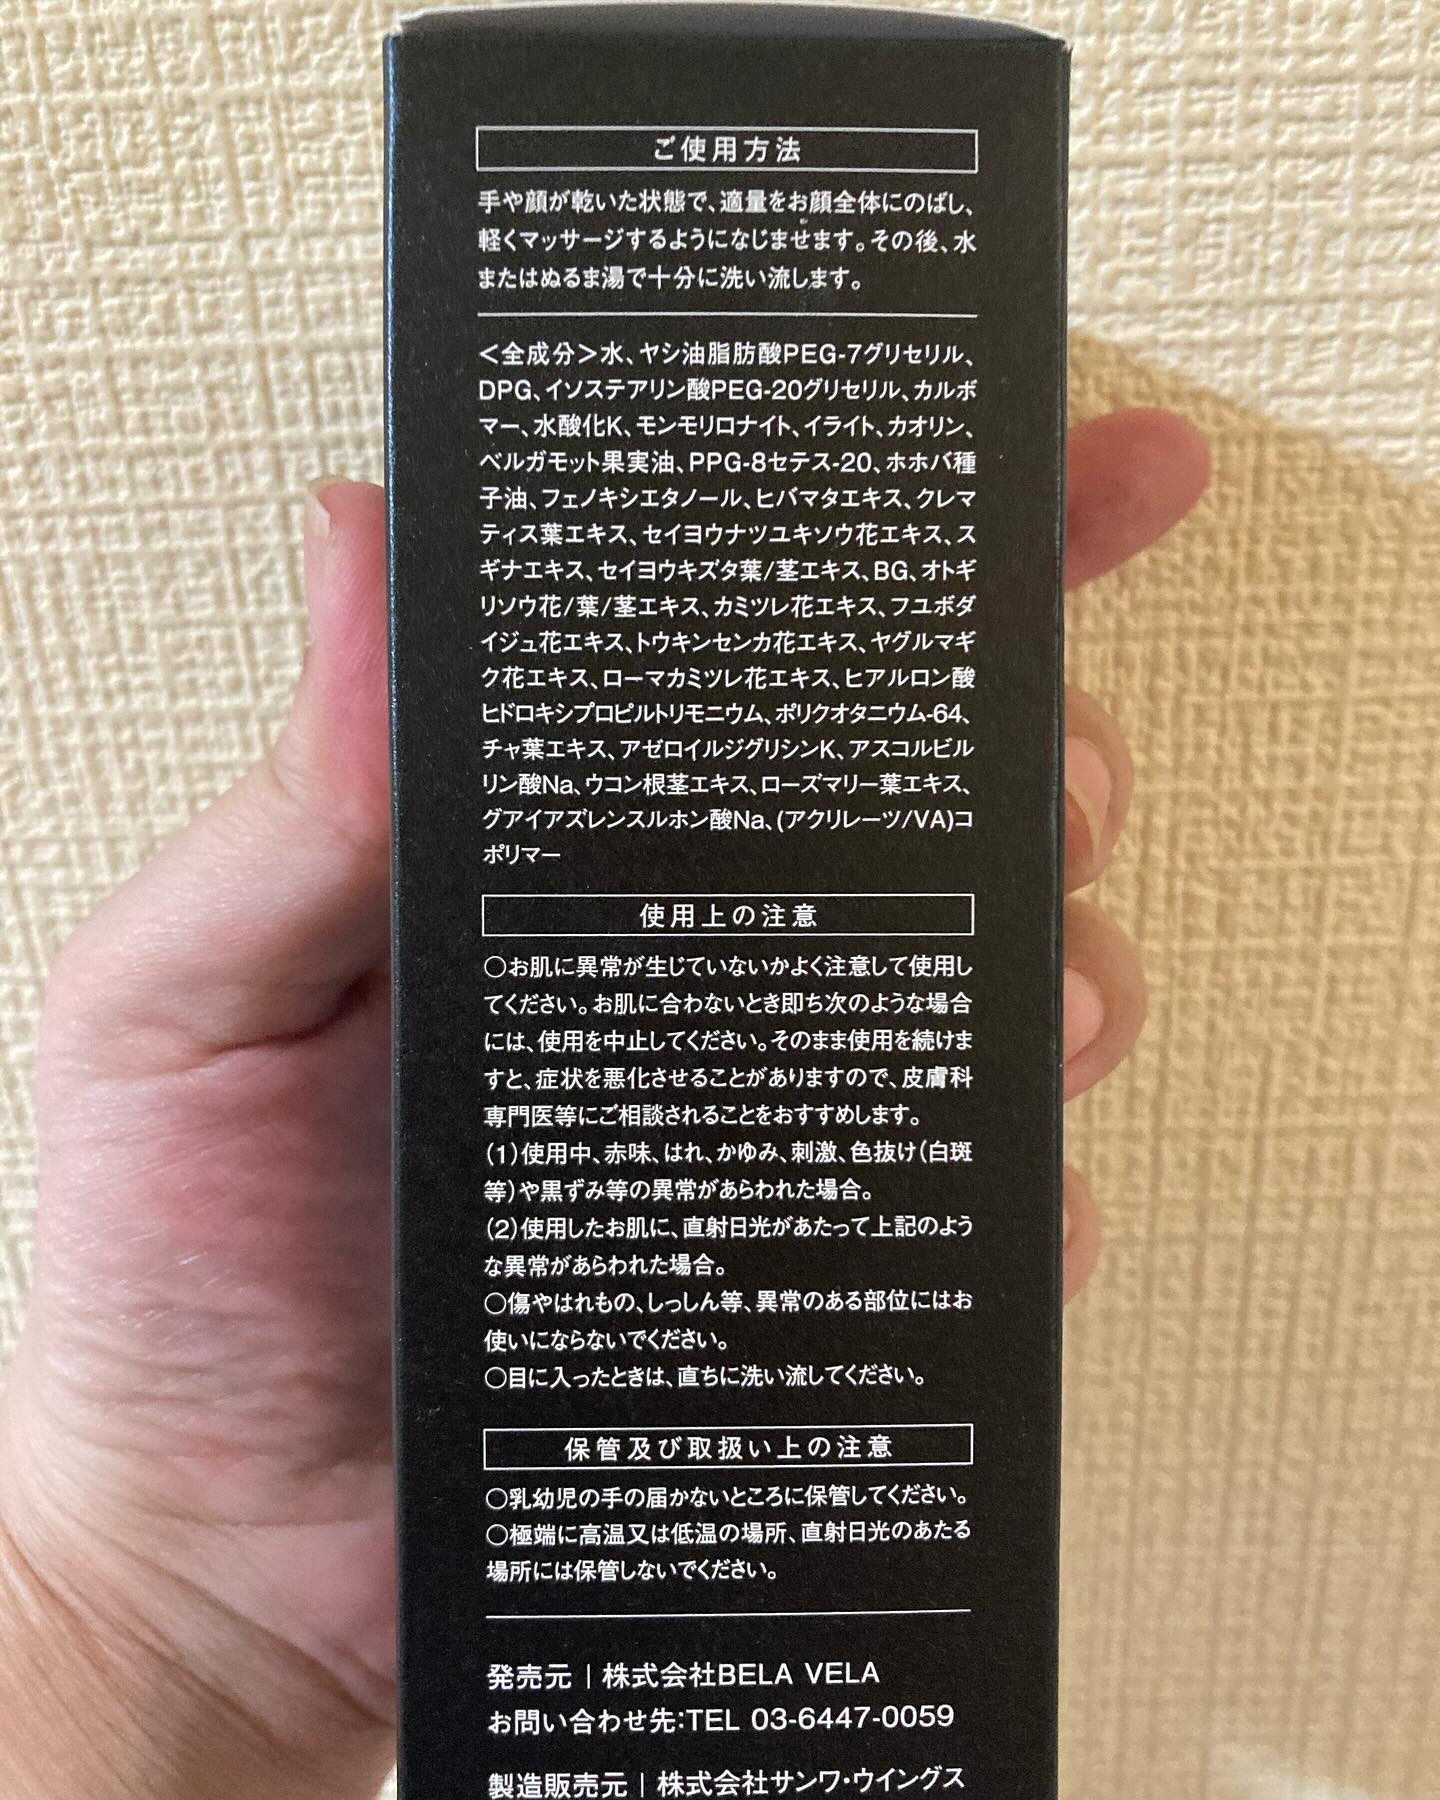 ご使用方法
手や顔が乾いた状態で、適量をお顔全体にのばし、
軽くマッサージするようになじませます。その後、水
またはぬるま湯で十分に洗い流します。
＜全成分＞水、ヤシ油脂肪酸PEG-7グリセリル、
DPG、イソステアリン酸PEG-20グリセリル、カルボ
マー、水酸化K、モンモリロナイト、イライト、カオリン、
ベルガモット果実油、PPG-8セテス-20、ホホバ種
子油、フェノキシエタノール、ヒバマタエキス、クレマ
ティス葉エキス、セイヨウナツユキソウ花エキス、ス
ギナエキス、セイヨウキズタ葉/茎エキス、BG、オトギ
リソウ花/葉/茎エキス、カミツレ花エキス、フユボダ
イジュ花エキス、トウキンセンカ花エキス、ヤグルマギ
ク花エキス、ローマカミツレ花エキス、ヒアルロン酸
ヒドロキシプロピルトリモニウム、ポリクオタニウム-64、
チャ葉エキス、アゼロイルジグリシンK、アスコルビル
リン酸Na、ウコン根茎エキス、ローズマリー葉エキス、
グアイアズレンスルホン酸Na、(アクリレーツ/VA)コ
ポリマー
使用上の注意
○お肌に異常が生じていないかよく注意して使用し
てください。お肌に合わないとき即ち次のような場合
には、使用を中止してください。そのまま使用を続けま
すと、症状を悪化させることがありますので、皮膚科
専門医等にご相談されることをおすすめします。
(1)使用中、赤味、はれ、かゆみ、刺激、色抜け(白斑
等)や黒ずみ等の異常があらわれた場合。
(2)使用したお肌に、直射日光があたって上記のよう
な異常があらわれた場合。
○傷やはれもの、しっしん等、異常のある部位にはお
使いにならないでください。
○目に入ったときは、直ちに洗い流してください。
保管及び取扱い上の注意
○乳幼児の手の届かないところに保管してください。
○極端に高温又は低温の場所、直射日光のあたる
場所には保管しないでください。
発売元｜株式会社BELA VELA
お問い合わせ先:TEL 03-6447-0059
製造販売元｜株式会社サンワ・ウイングス